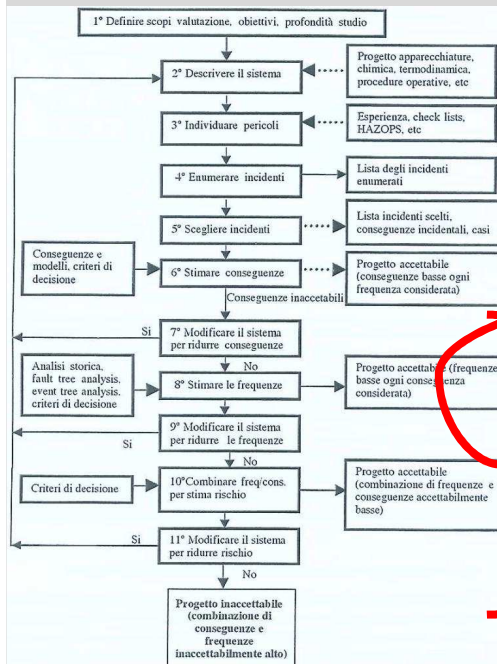 1° Definire scopi valutazione, obiettivi, profondità studio
2° Descrivere il sistema
Progetto apparecchiature,
chimica, termodinamica,
procedure operative, etc
3° Individuare pericoli
Esperienza, check lists,
HAZOPS, etc
4° Enumerare incidenti
Lista degli incidenti
enumerati
5° Scegliere incidenti
Lista incidenti scelti,
conseguenze incidentali, casi
Conseguenze e
modelli, criteri di
decisione
6° Stimare conseguenze
Progetto accettabile
(conseguenze basse ogni
frequenza considerata)
Conseguenze inaccetabili
Si
7° Modificare il sistema
per ridurre conseguenze
No
Analisi storica,
fault tree analysis,
event tree analysis.
criteri di decisione
8° Stimare le frequenze
Progetto accettabile (frequenze
basse ogni conseguenza
considerata)
9° Modificare il sistema
per ridurre le frequenze
Si
No
Criteri di decisione
10°Combinare freq/cons.
per stima rischio
Progetto accettabile
(combinazione di frequenze e
conseguenze accettabilmente
basse)
Si
11° Modificare il sistema
per ridurre rischio
No
Progetto inaccettabile
(combinazione di
conseguenze e
frequenze
inaccettabilmente alto)